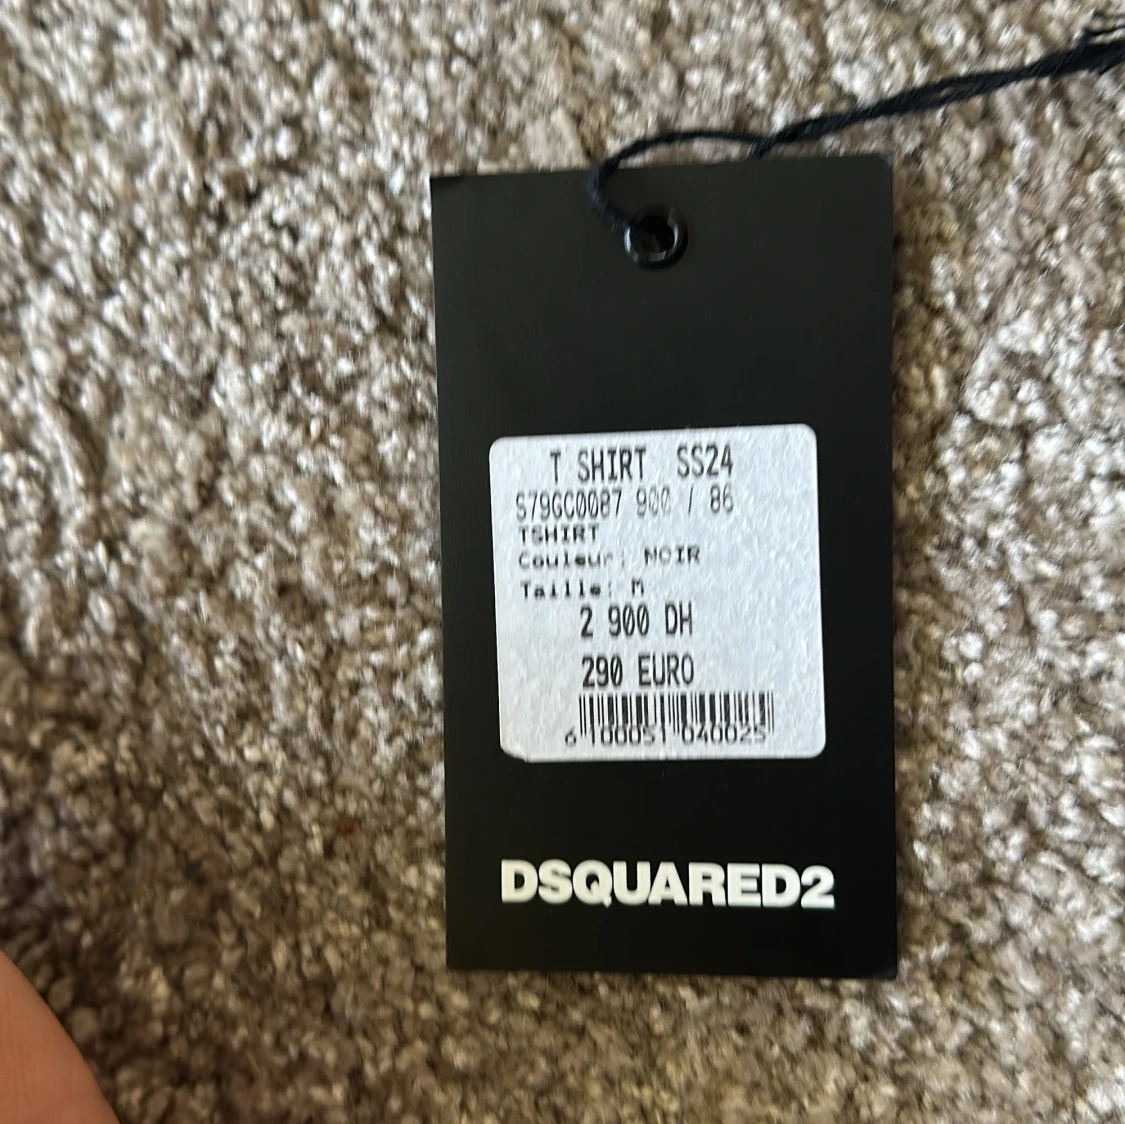 T SHIRT SS24
S79GC0087 900 / 86
TSHIRT
Couleur: NOIR
Taille: M
2 900 DH
290 EURO
6 100051 040025
DSQUARED2